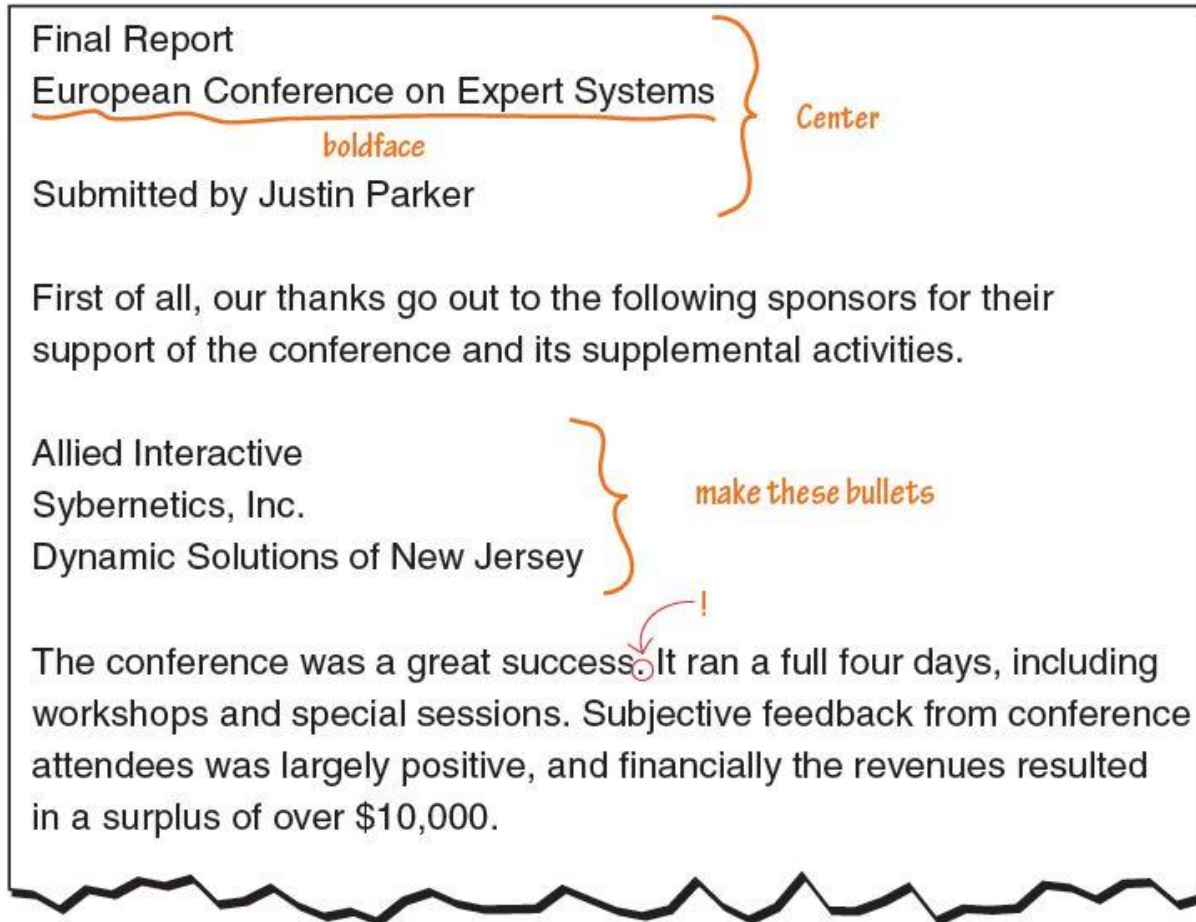 Final Report
European Conference on Expert Systems
Center
boldface
Submitted by Justin Parker
First of all, our thanks go out to the following sponsors for their
support of the conference and its supplemental activities.
Allied Interactive
Sybernetics, Inc.
make these bullets
Dynamic Solutions of New Jersey
!
The conference was a great success. It ran a full four days, including
workshops and special sessions. Subjective feedback from conference
attendees was largely positive, and financially the revenues resulted
in a surplus of over $10,000.